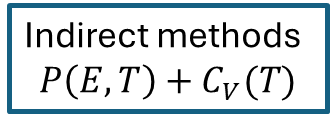 Indirect methods
P(E,T) + C_V(T)